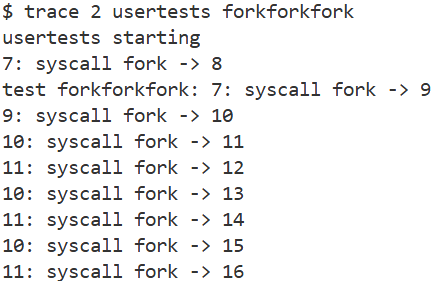 $ trace 2 usertests forkforkfork
usertests starting
7: syscall fork -> 8
test forkforkfork: 7: syscall fork -> 9
9: syscall fork -> 10
10: syscall fork -> 11
11: syscall fork -> 12
10: syscall fork -> 13
11: syscall fork -> 14
10: syscall fork -> 15
11: syscall fork -> 16